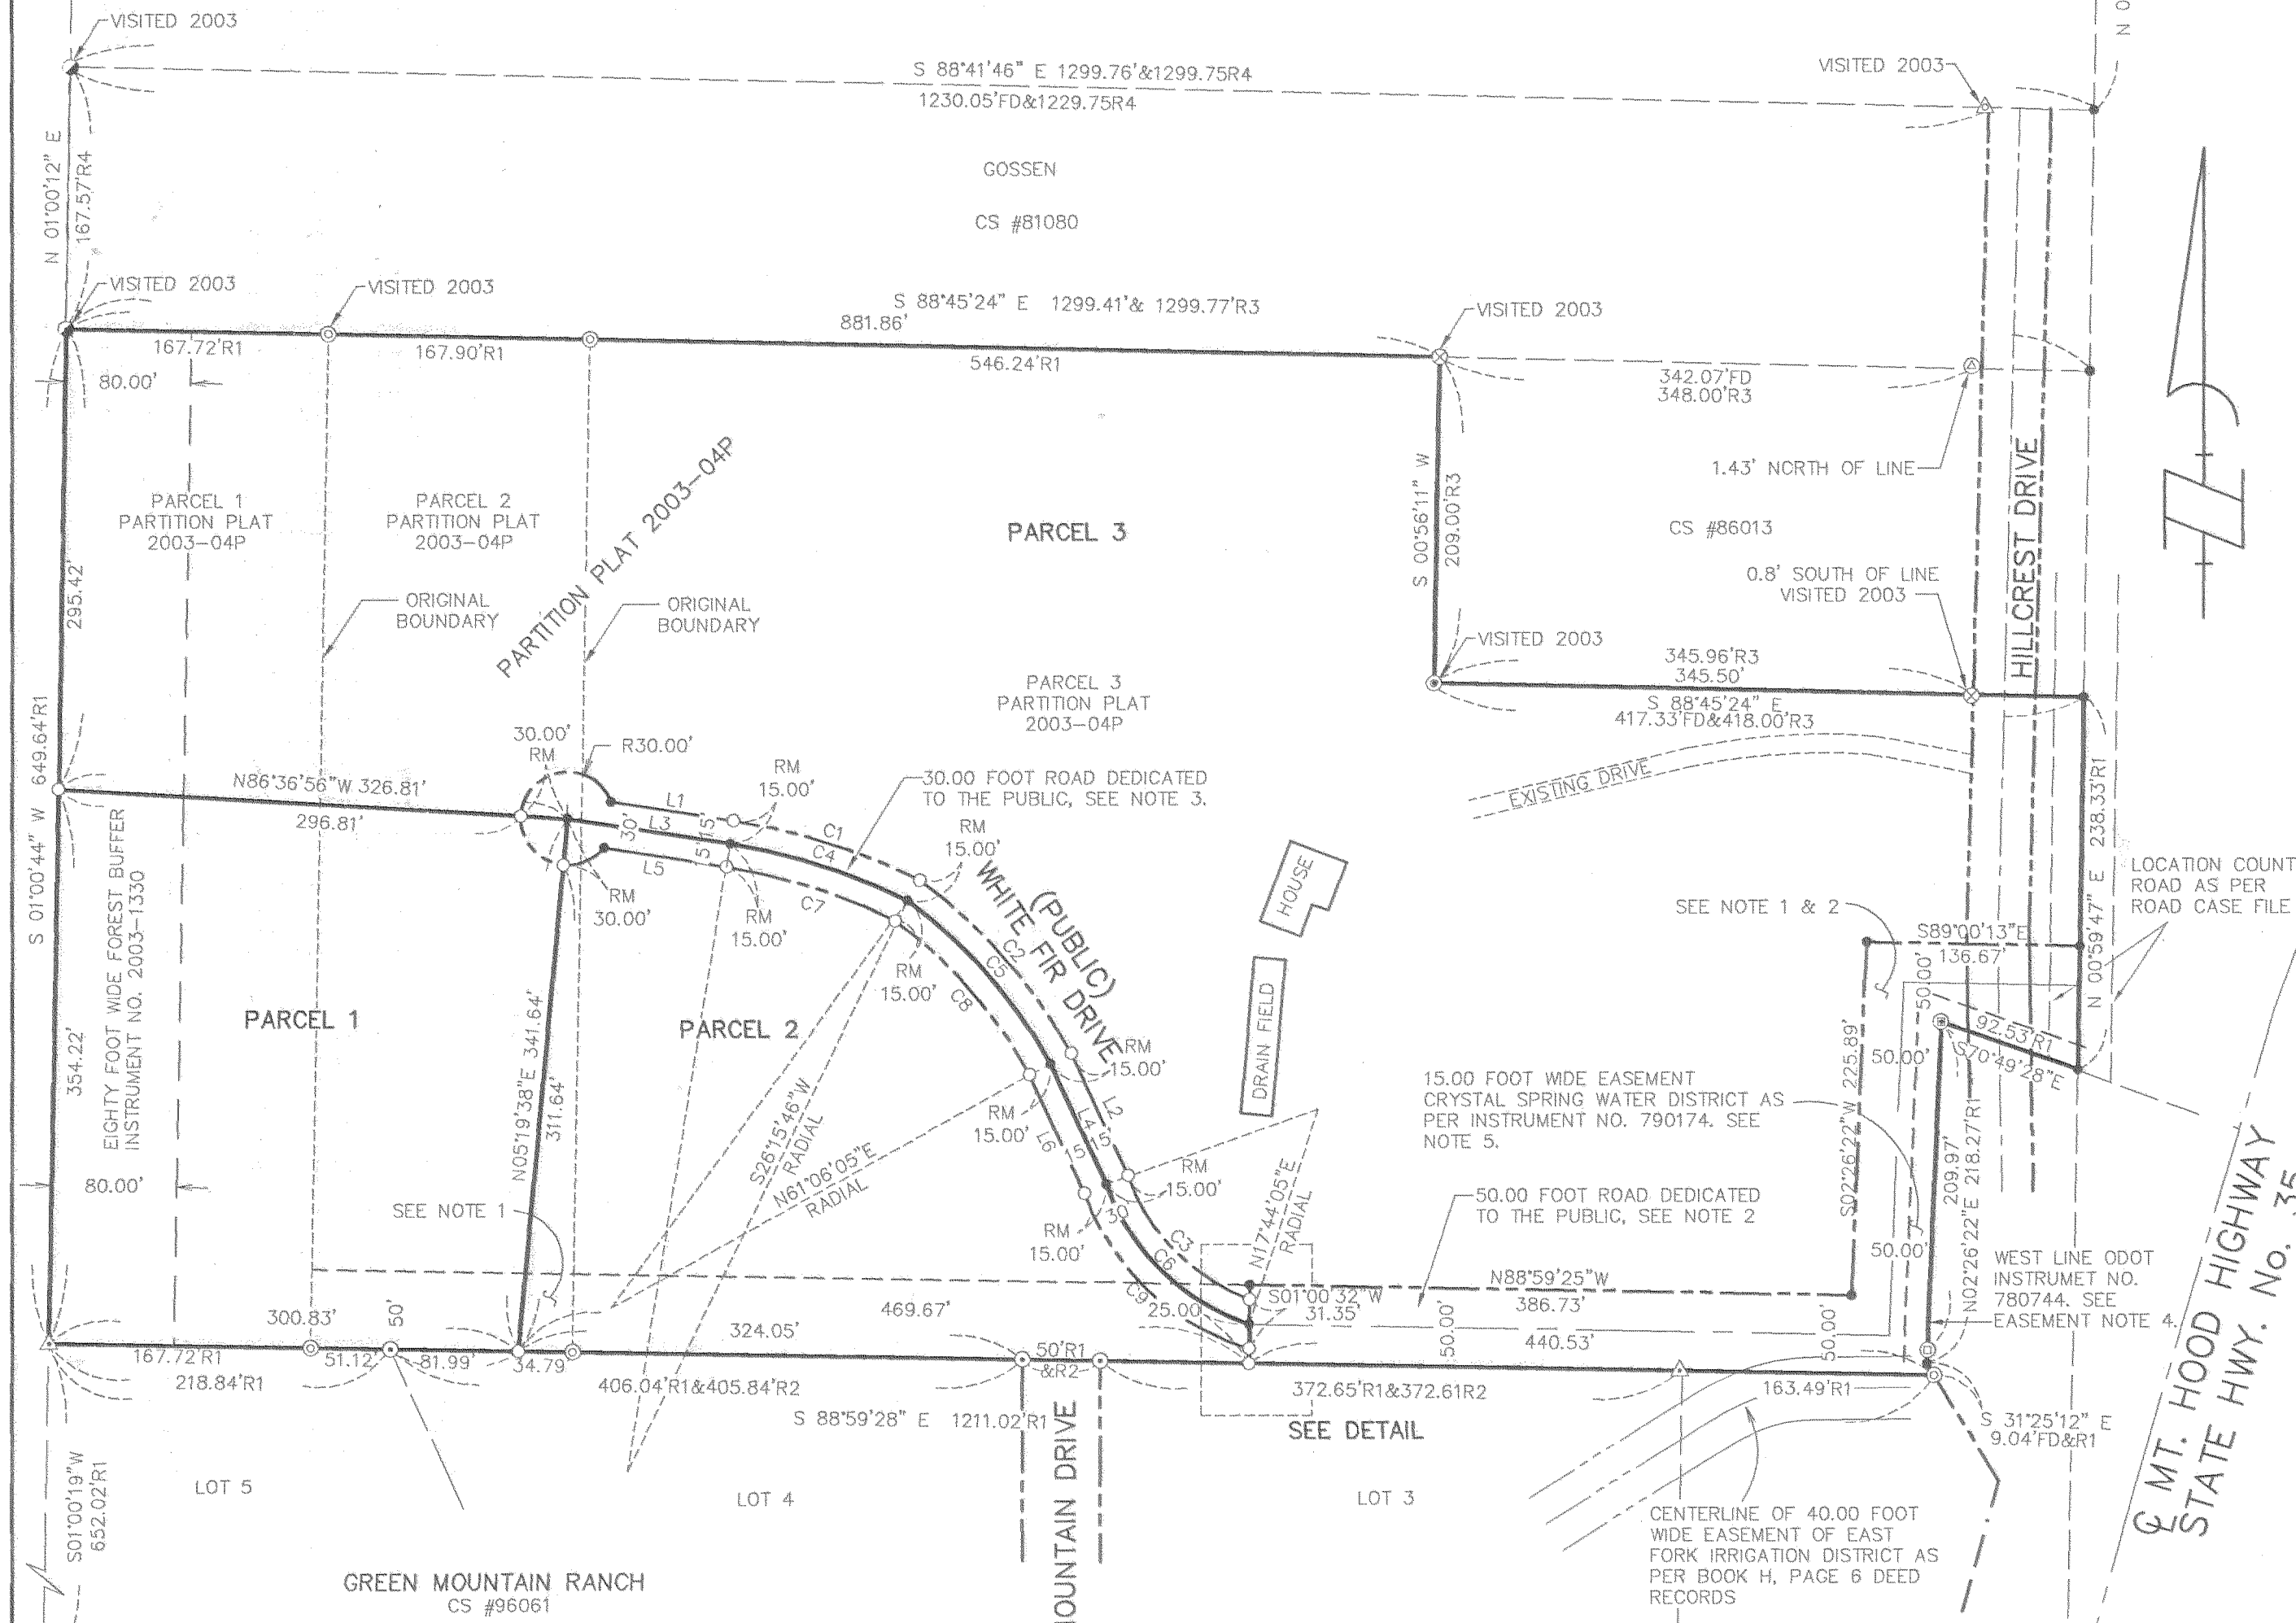 VISITED 2003
S 88°41'46" E 1299.76'&1299.75R4
1230.05'FD&1229.75R4
VISITED 2003
N 0
N 01°00'12" E
167.57'R4
GOSSEN
CS #81080
VISITED 2003
VISITED 2003
S 88°45'24" E 1299.41'& 1299.77'R3
881.86'
VISITED 2003
167.72'R1
167.90'R1
546.24'R1
80.00'
342.07'FD
348.00'R3
1.43' NORTH OF LINE
HILLCREST DRIVE
PARCEL 1
PARTITION PLAT
2003-04P
PARCEL 2
PARTITION PLAT
2003-04P
PARTITION PLAT 2003-04P
PARCEL 3
S 00°56'11" W
209.00'R3
CS #86013
0.8' SOUTH OF LINE
VISITED 2003
295.42'
ORIGINAL
BOUNDARY
ORIGINAL
BOUNDARY
VISITED 2003
345.96'R3
345.50'
S 88°45'24" E
417.33'FD&418.00'R3
PARCEL 3
PARTITION PLAT
2003-04P
S 01°00'44" W 649.64'R1
30.00'
RM
R30.00'
RM
15.00'
30.00 FOOT ROAD DEDICATED
TO THE PUBLIC, SEE NOTE 3.
EXISTING DRIVE
N86°36'56"W 326.81'
296.81'
L1
L3
30'
15'
15'
L5
C1
C4
C7
RM
15.00'
RM
30.00'
RM
15.00'
RM
15.00'
(PUBLIC)
WHITE FIR DRIVE
C2
C5
C8
HOUSE
DRAIN FIELD
238.33'R1
N 00°59'47" E
LOCATION COUNT
ROAD AS PER
ROAD CASE FILE
SEE NOTE 1 & 2
S89°00'13"E
136.67'
50.00'
92.53'R1
S70°49'28"E
50.00'
S02°26'22"W 225.89'
EIGHTY FOOT WIDE FOREST BUFFER
INSTRUMENT NO. 2003-1330
354.22'
PARCEL 1
PARCEL 2
N05°19'38"E 341.64'
311.64'
S26°15'46"W
RADIAL
N61°06'05"E
RADIAL
RM
15.00'
RM
15.00'
L2
L4
15
15
L6
RM
15.00'
RM
15.00'
30
15.00 FOOT WIDE EASEMENT
CRYSTAL SPRING WATER DISTRICT AS
PER INSTRUMENT NO. 790174. SEE
NOTE 5.
80.00'
SEE NOTE 1
N17°44'05"E
RADIAL
50.00 FOOT ROAD DEDICATED
TO THE PUBLIC, SEE NOTE 2
209.97'
N02°26'22"E 218.27'R1
50.00'
WEST LINE ODOT
INSTRUMET NO.
780744. SEE
EASEMENT NOTE 4.
C3
C6
C9
N88°59'25"W
386.73'
S01°00'32"W
31.35'
25.00
300.83'
50'
469.67'
324.05'
50.00'
440.53'
50.00'
167.72'R1
218.84'R1
51.12'
81.99'
34.79
406.04'R1&405.84'R2
50'R1
&R2
372.65'R1&372.61R2
163.49'R1
S 88°59'28" E 1211.02'R1
SEE DETAIL
S 31°25'12" E
9.04'FD&R1
S01°00'19"W
652.02'R1
LOT 5
LOT 4
LOT 3
MOUNTAIN DRIVE
CENTERLINE OF 40.00 FOOT
WIDE EASEMENT OF EAST
FORK IRRIGATION DISTRICT AS
PER BOOK H, PAGE 6 DEED
RECORDS
℄ MT. HOOD HIGHWAY
STATE HWY. No. 35
GREEN MOUNTAIN RANCH
CS #96061